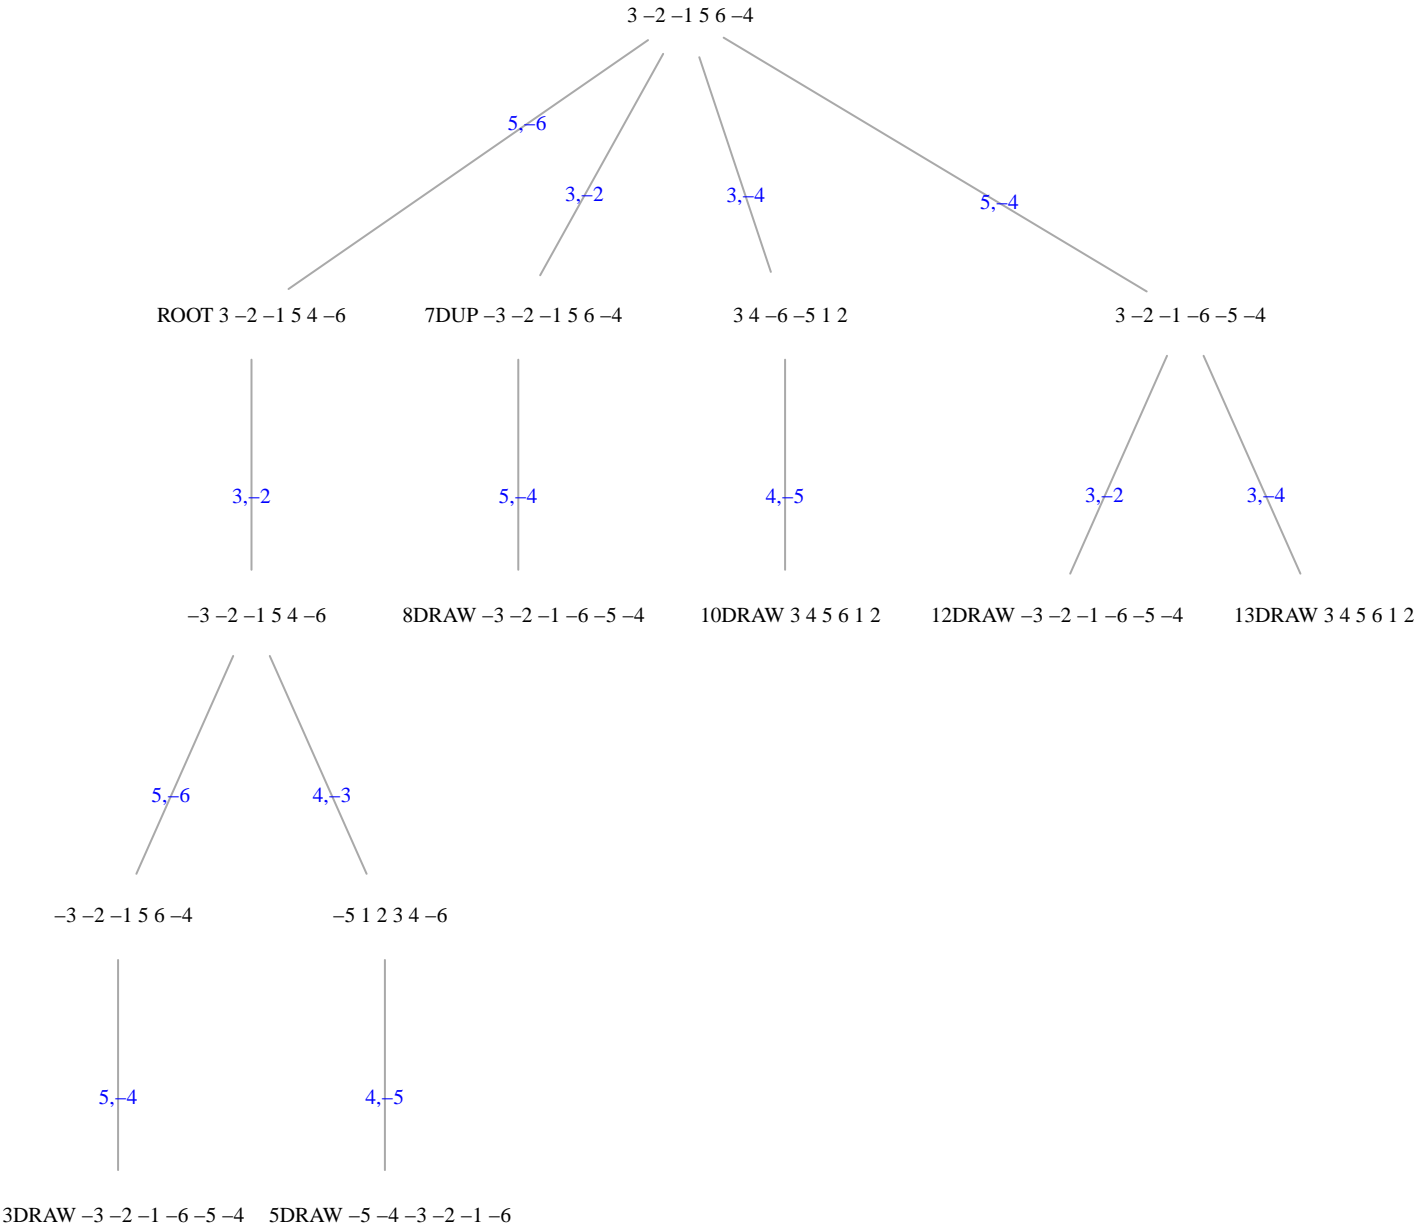 3 –2 –1 5 6 –4
5,–6
3,–2
3,–4
5,–4
ROOT 3 –2 –1 5 4 –6
7DUP –3 –2 –1 5 6 –4
3 4 –6 –5 1 2
3 –2 –1 –6 –5 –4
3,–2
5,–4
4,–5
3,–2
3,–4
–3 –2 –1 5 4 –6
8DRAW –3 –2 –1 –6 –5 –4
10DRAW 3 4 5 6 1 2
12DRAW –3 –2 –1 –6 –5 –4
13DRAW 3 4 5 6 1 2
5,–6
4,–3
–3 –2 –1 5 6 –4
–5 1 2 3 4 –6
5,–4
4,–5
3DRAW –3 –2 –1 –6 –5 –4
5DRAW –5 –4 –3 –2 –1 –6